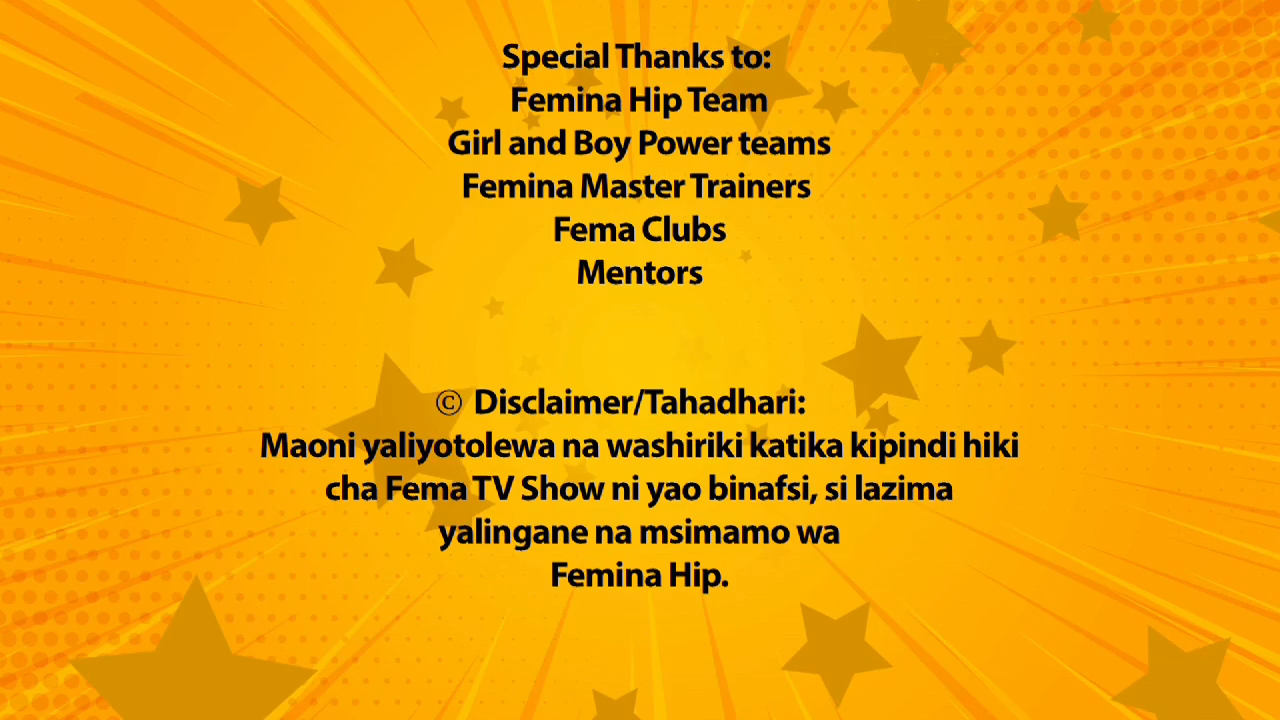 Special Thanks to:
Femina Hip Team
Girl and Boy Power teams
Femina Master Trainers
Fema Clubs
Mentors
© Disclaimer/Tahadhari:
Maoni yaliyotolewa na washiriki katika kipindi hiki
cha Fema TV Show ni yao binafsi, si lazima
yalingane na msimamo wa
Femina Hip.